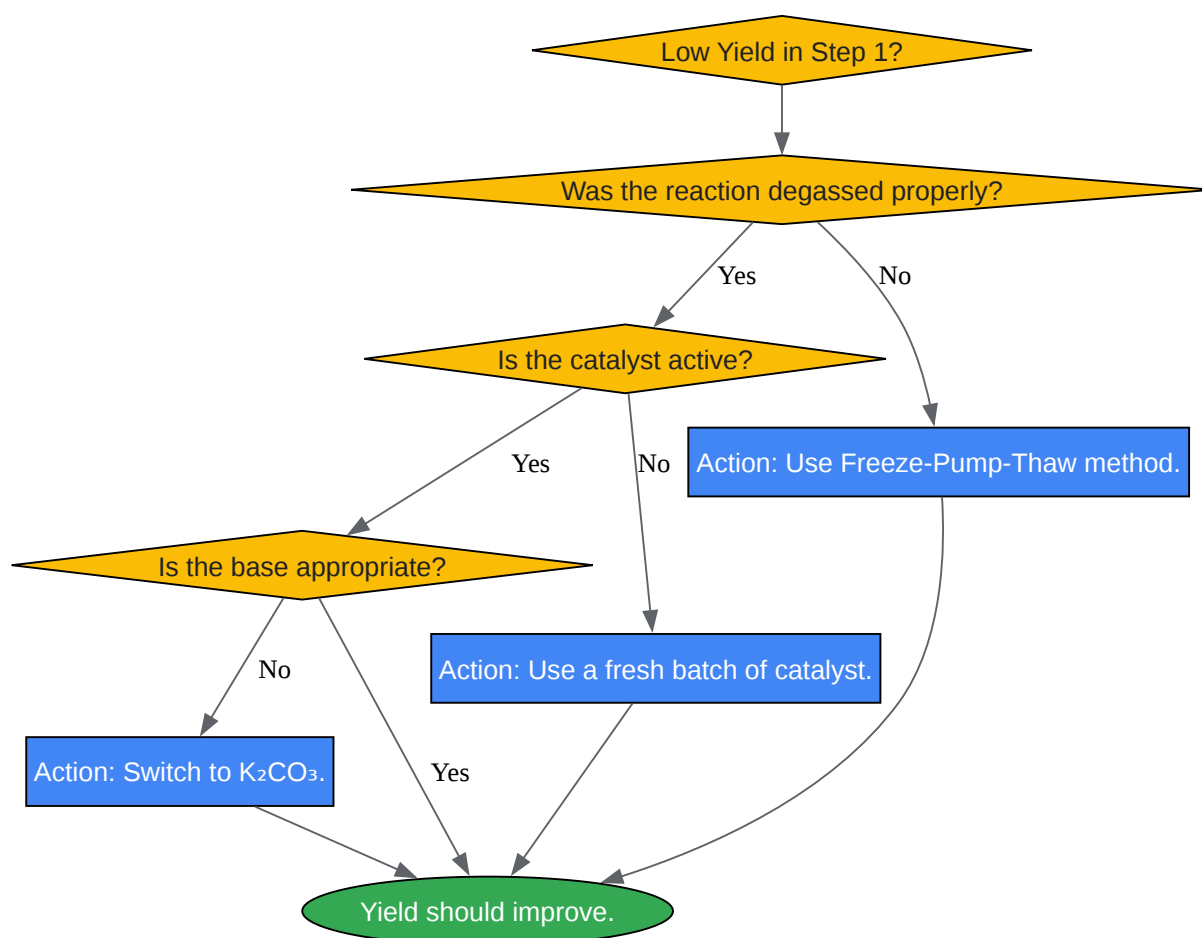 Low Yield in Step 1?
Was the reaction degassed properly?
Yes
No
Is the catalyst active?
Yes
No
Action: Use Freeze-Pump-Thaw method.
Is the base appropriate?
No
Yes
Action: Use a fresh batch of catalyst.
Action: Switch to K₂CO₃.
Yield should improve.